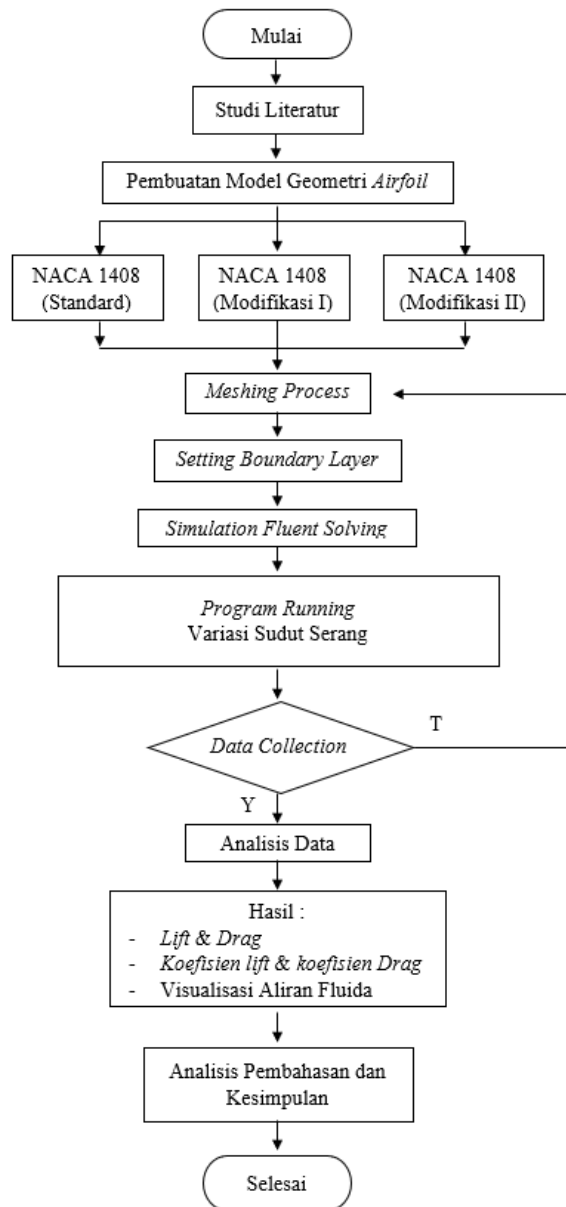 Mulai
Studi Literatur
Pembuatan Model Geometri Airfoil
NACA 1408
(Standard)
NACA 1408
(Modifikasi I)
NACA 1408
(Modifikasi II)
Meshing Process
Setting Boundary Layer
Simulation Fluent Solving
Program Running
Variasi Sudut Serang
Data Collection
T
Y
Analisis Data
Hasil :
- Lift & Drag
- Koefisien lift & koefisien Drag
- Visualisasi Aliran Fluida
Analisis Pembahasan dan
Kesimpulan
Selesai